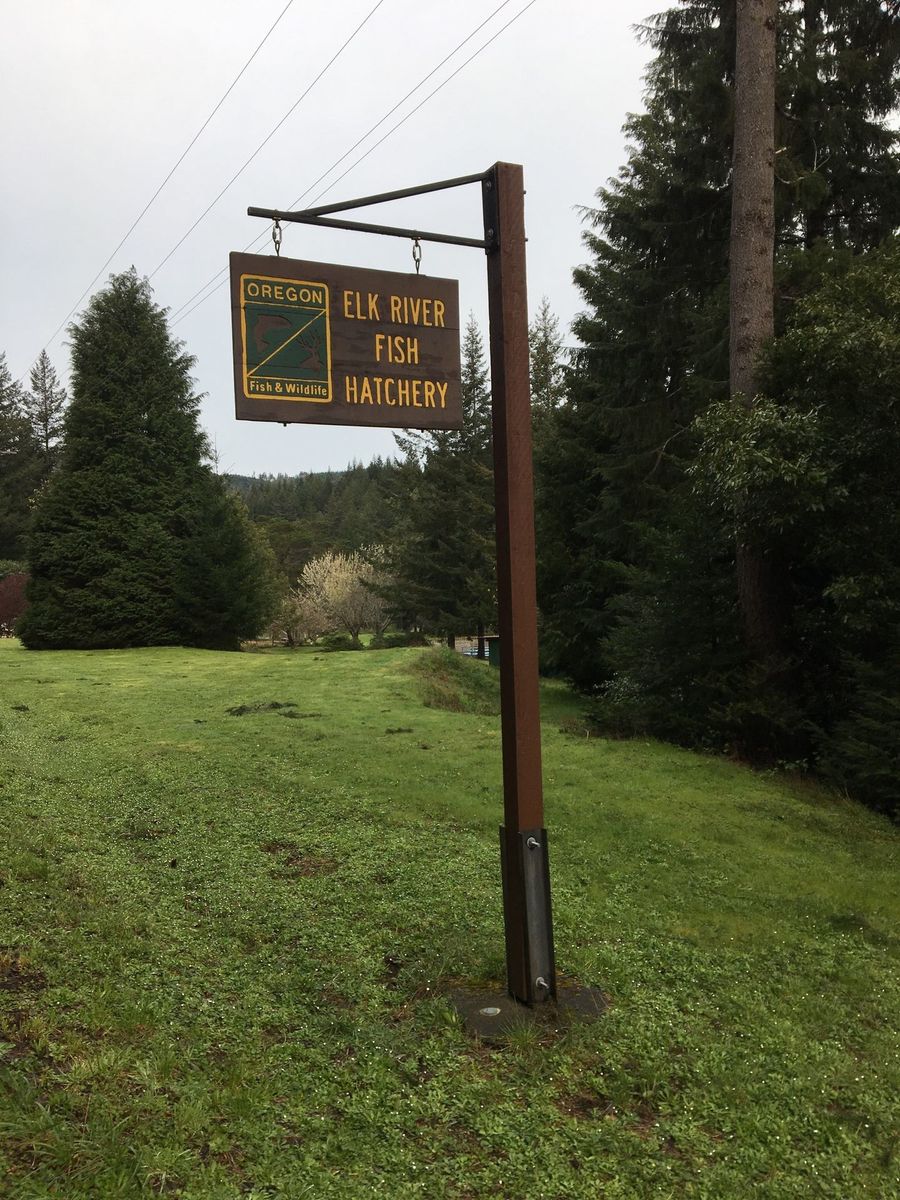 OREGON
Fish & Wildlife
ELK RIVER
FISH
HATCHERY